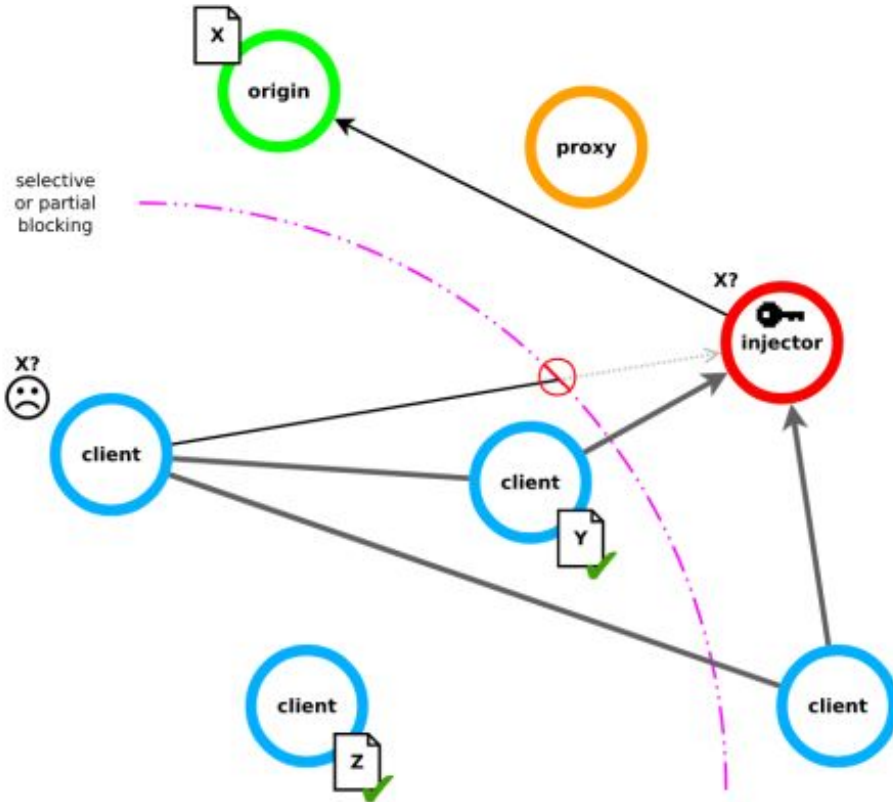 X
origin
proxy
selective
or partial
blocking
X?
injector
X?
client
client
Y
client
Z
client